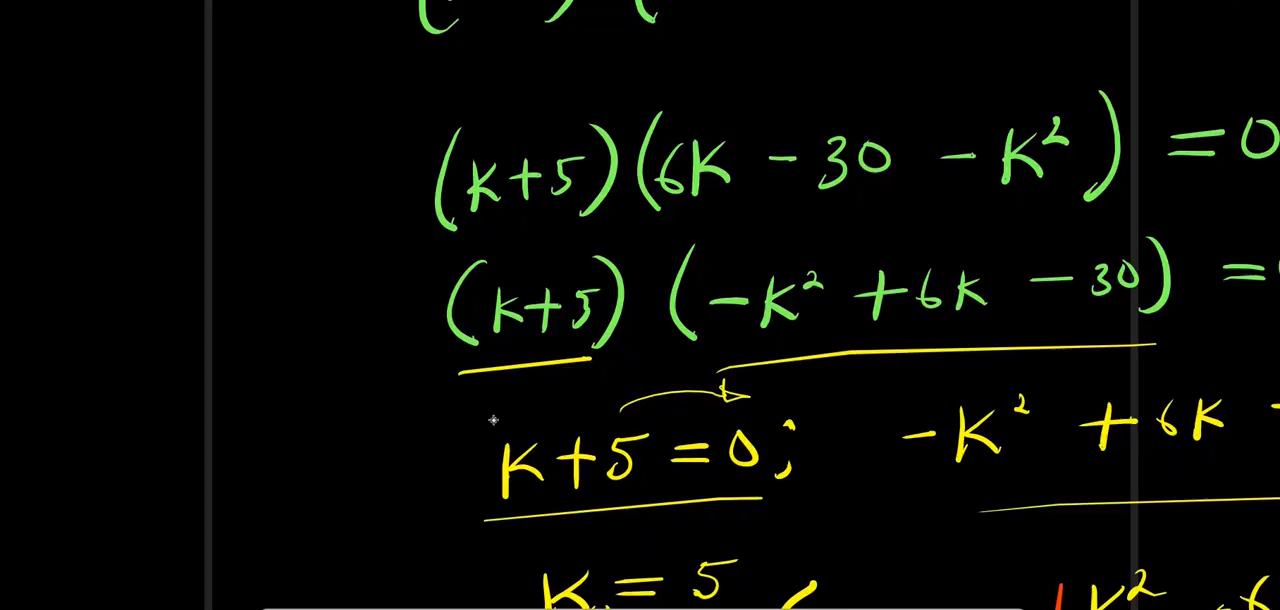 (K+5)(6K - 30 - K²) = 0
(K+5) (-K² + 6K - 30) =
K+5 = 0; -K² + 6K
K = 5